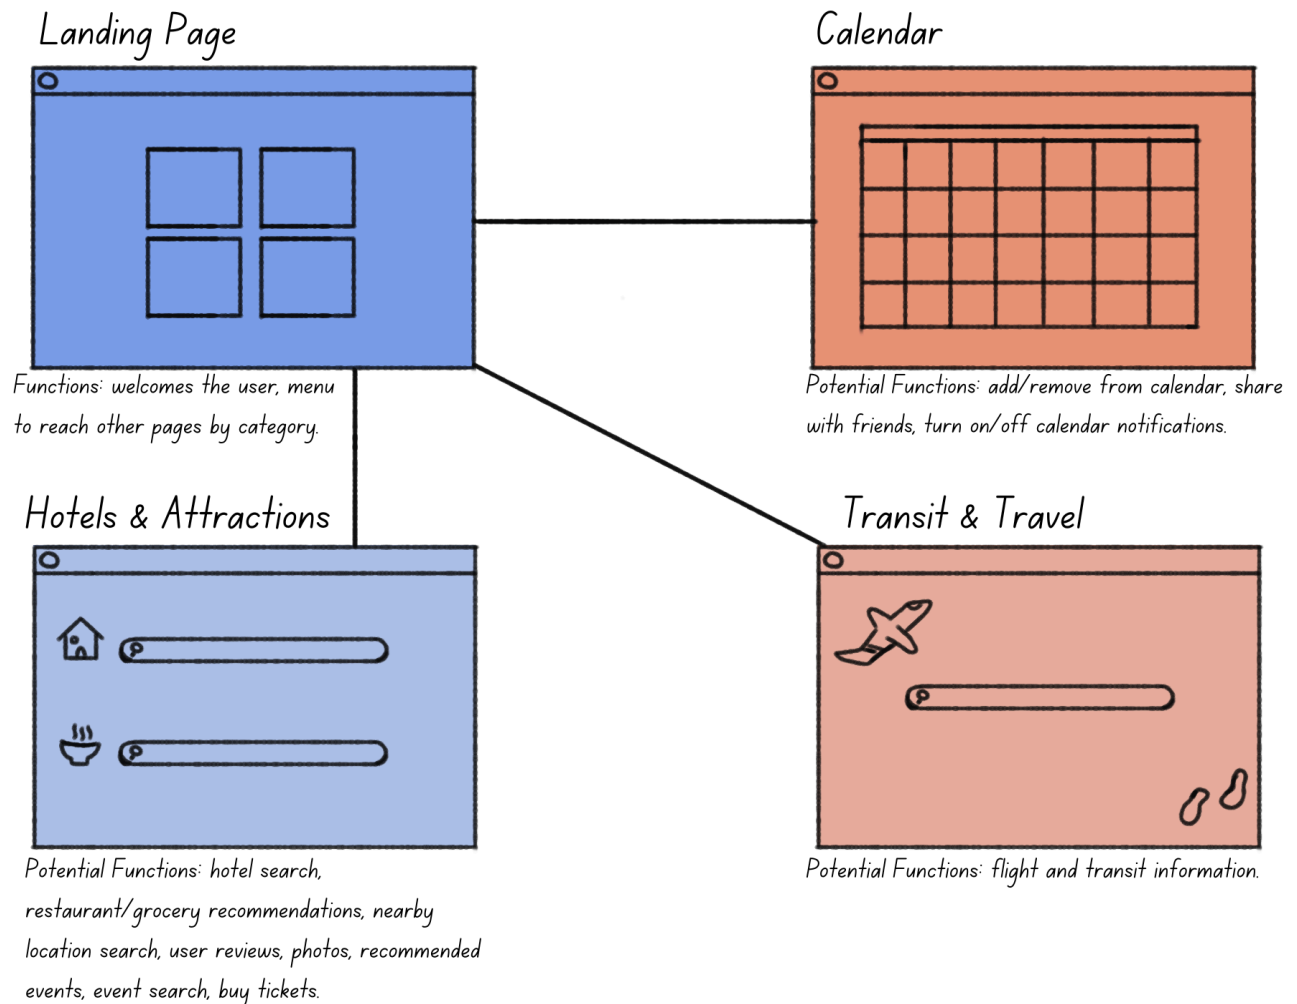 Landing Page
Functions: welcomes the user, menu
to reach other pages by category.
Calendar
Potential Functions: add/remove from calendar, share
with friends, turn on/off calendar notifications.
Hotels & Attractions
Potential Functions: hotel search,
restaurant/grocery recommendations, nearby
location search, user reviews, photos, recommended
events, event search, buy tickets.
Transit & Travel
Potential Functions: flight and transit information.